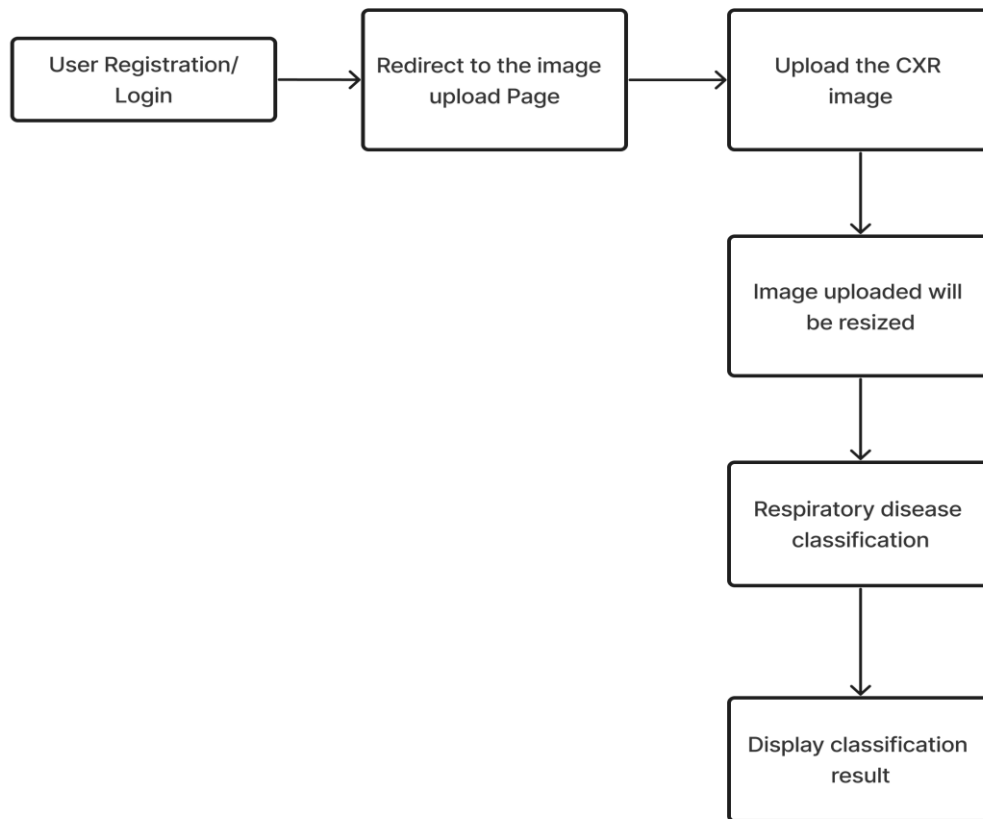 User Registration/
Login
Redirect to the image
upload Page
Upload the CXR
image
Image uploaded will
be resized
Respiratory disease
classification
Display classification
result